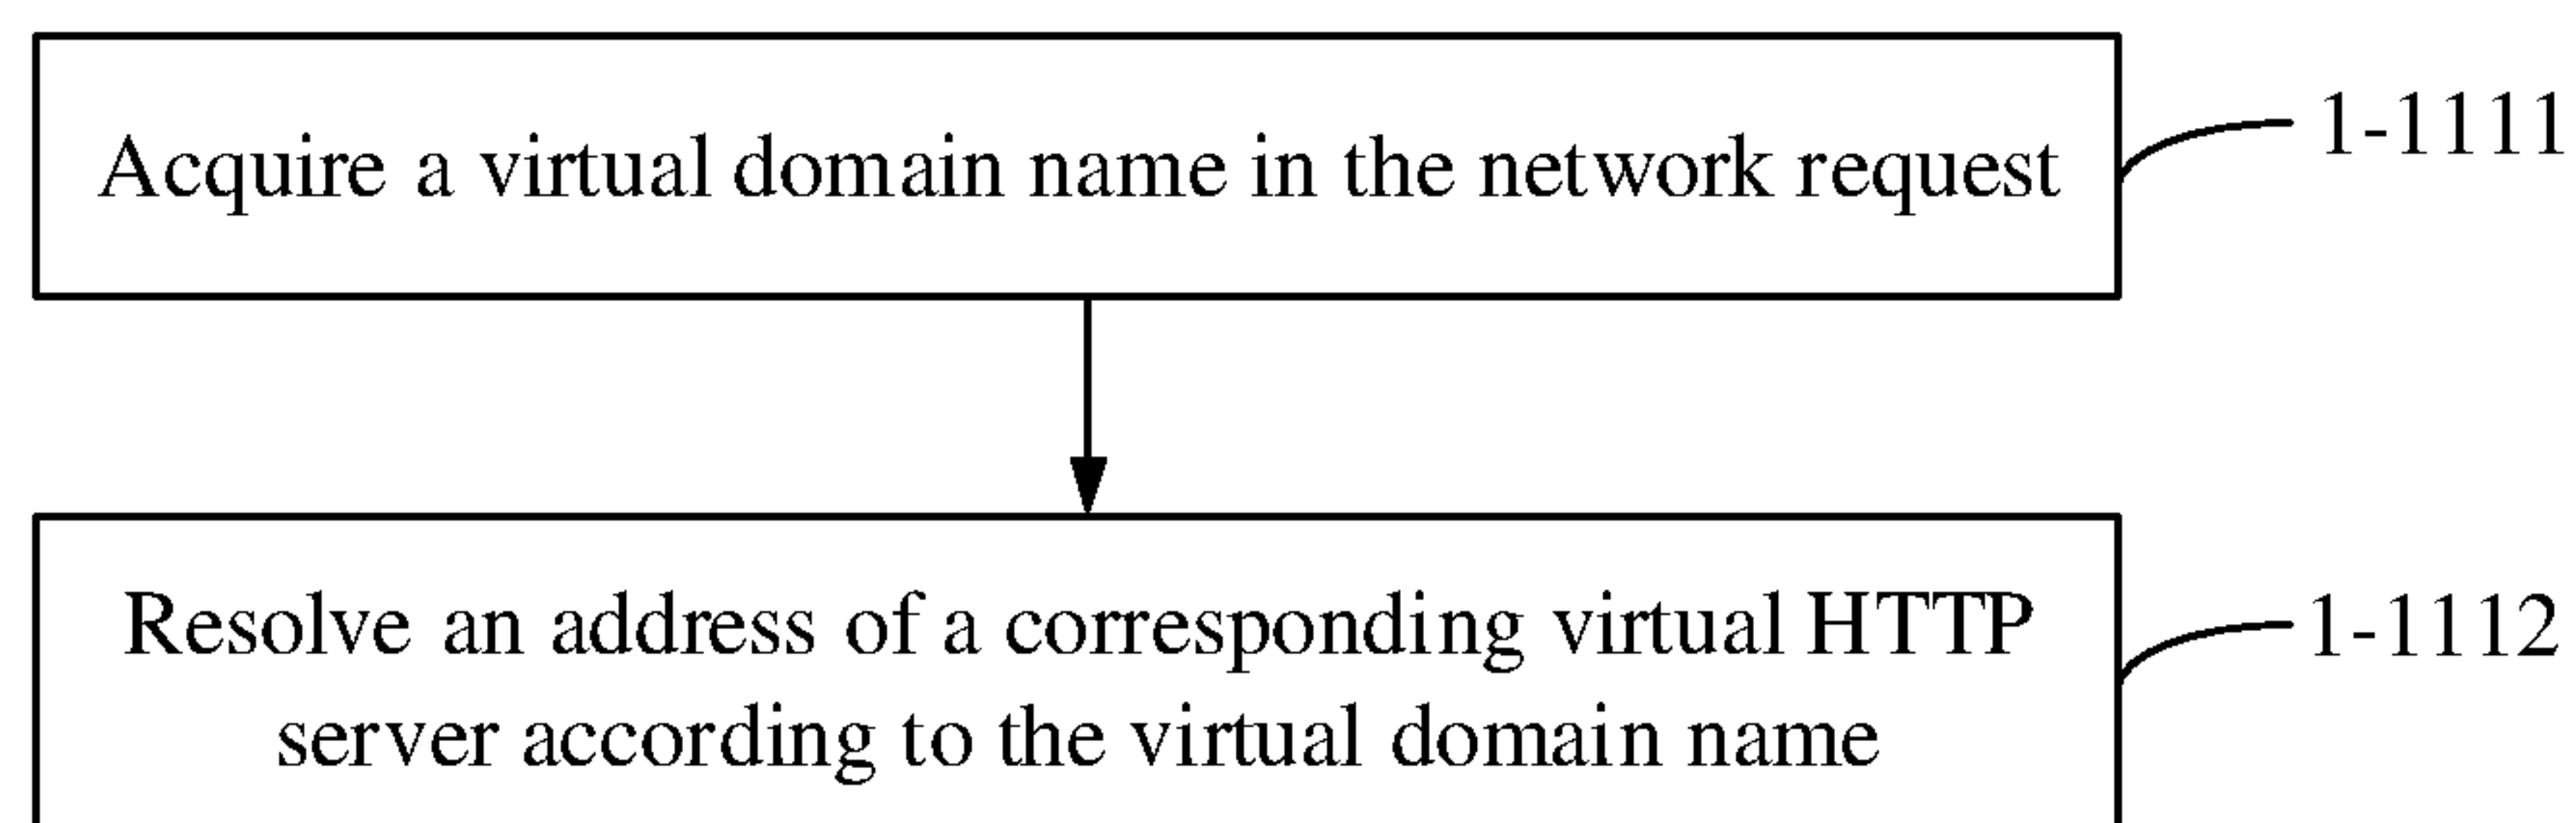 Acquire a virtual domain name in the network request
1-1111
Resolve an address of a corresponding virtual HTTP
server according to the virtual domain name
1-1112